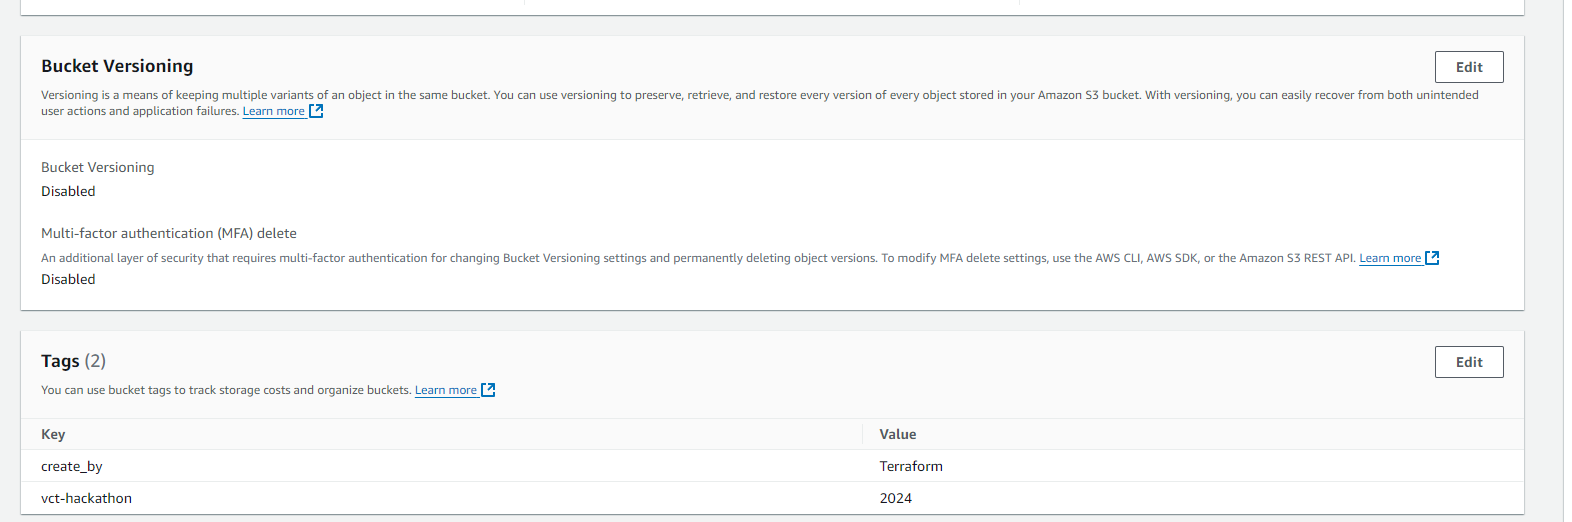 Bucket Versioning
Edit
Versioning is a means of keeping multiple variants of an object in the same bucket. You can use versioning to preserve, retrieve, and restore every version of every object stored in your Amazon S3 bucket. With versioning, you can easily recover from both unintended
user actions and application failures. Learn more
Bucket Versioning
Disabled
Multi-factor authentication (MFA) delete
An additional layer of security that requires multi-factor authentication for changing Bucket Versioning settings and permanently deleting object versions. To modify MFA delete settings, use the AWS CLI, AWS SDK, or the Amazon S3 REST API. Learn more
Disabled
Tags (2)
Edit
You can use bucket tags to track storage costs and organize buckets. Learn more
Key Value
create_by Terraform
vct-hackathon 2024